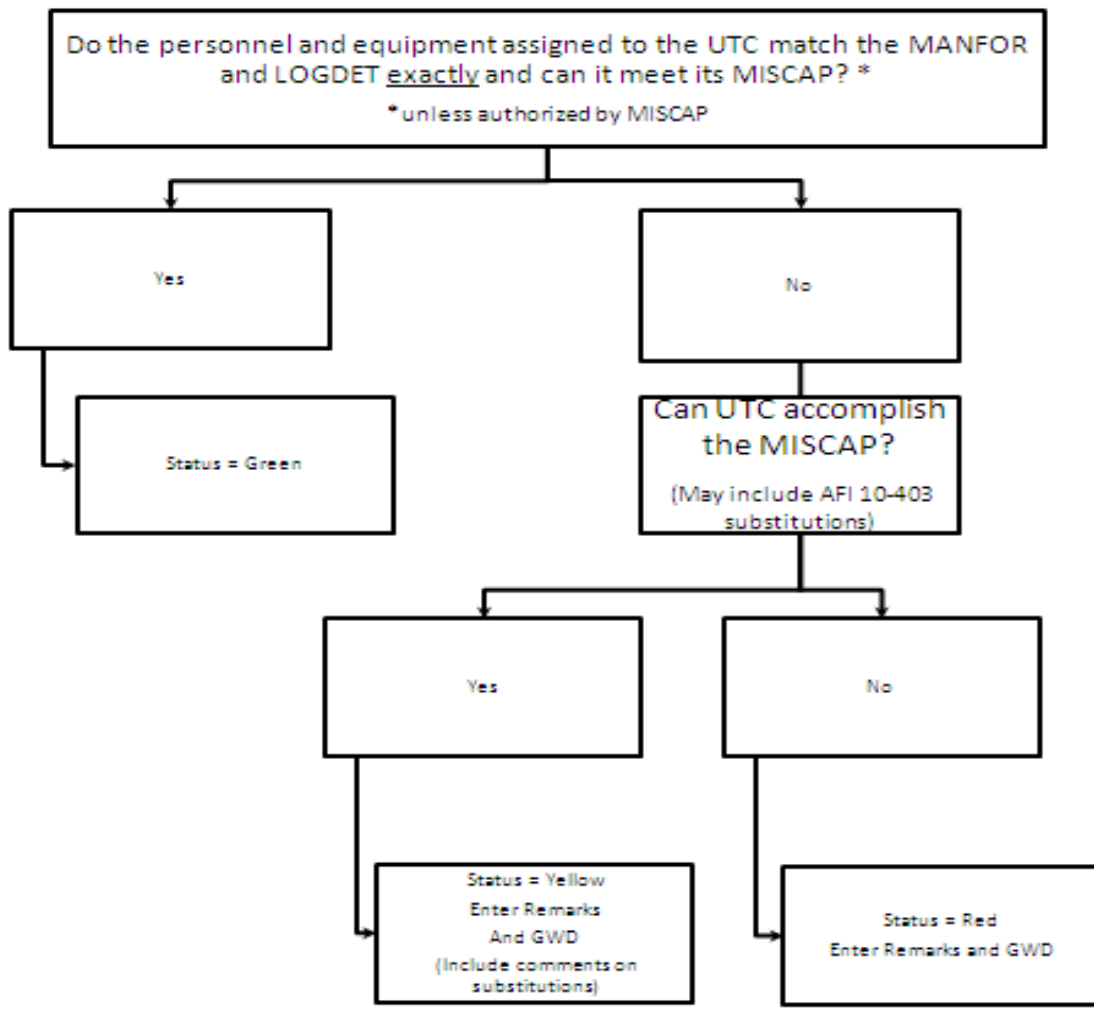 Do the personnel and equipment assigned to the UTC match the MANFOR
and LOGDET exactly and can it meet its MISCAP? *
*unless authorized by MISCAP
Yes
No
Status = Green
Can UTC accomplish
the MISCAP?
(May include AFI 10-403
substitutions)
Yes
No
Status = Yellow
Enter Remarks
And GWD
(Include comments on
substitutions)
Status = Red
Enter Remarks and GWD